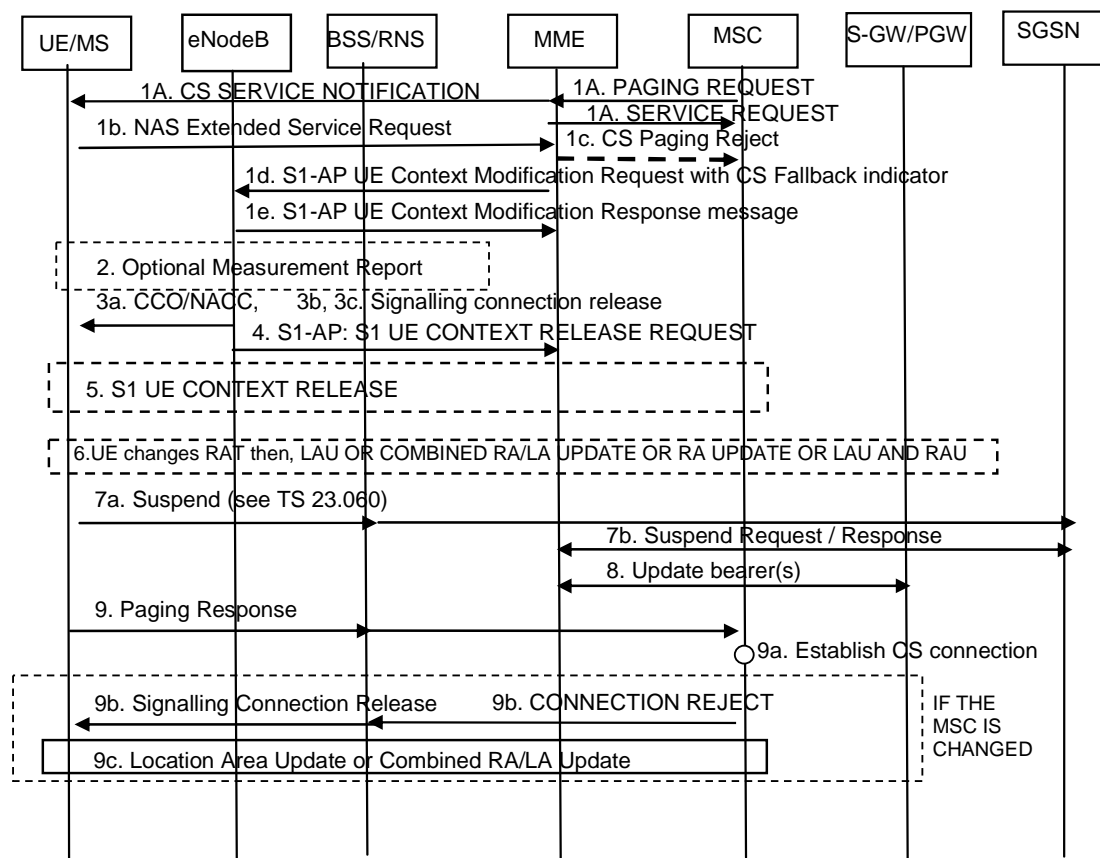 UE/MS
eNodeB
BSS/RNS
MME
MSC
S-GW/PGW
SGSN
1A. CS SERVICE NOTIFICATION
1A. PAGING REQUEST
1A. SERVICE REQUEST
1b. NAS Extended Service Request
1c. CS Paging Reject
1d. S1-AP UE Context Modification Request with CS Fallback indicator
1e. S1-AP UE Context Modification Response message
2. Optional Measurement Report
3a. CCO/NACC, 3b, 3c. Signalling connection release
4. S1-AP: S1 UE CONTEXT RELEASE REQUEST
5. S1 UE CONTEXT RELEASE
6.UE changes RAT then, LAU OR COMBINED RA/LA UPDATE OR RA UPDATE OR LAU AND RAU
7a. Suspend (see TS 23.060)
7b. Suspend Request / Response
8. Update bearer(s)
9. Paging Response
9a. Establish CS connection
9b. Signalling Connection Release
9b. CONNECTION REJECT
IF THE
MSC IS
CHANGED
9c. Location Area Update or Combined RA/LA Update